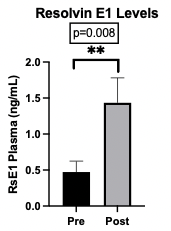 Resolvin E1 Levels
p=0.008
**
RsE1 Plasma (ng/mL)
2.0
1.5
1.0
0.5
0.0
Pre Post